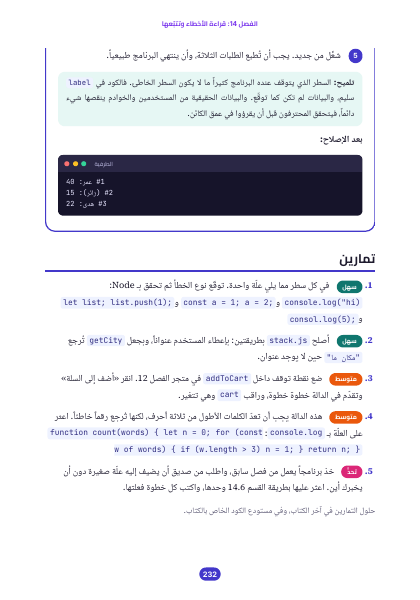 الفصل 14: قراءة الأخطاء وتتبّعها
5 شغّل من جديد. يجب أن تُطبع الطلبات الثلاثة، وأن ينتهي البرنامج طبيعياً.
تلميح: السطر الذي يتوقف عنده البرنامج كثيراً ما لا يكون السطر الخاطئ. فالكود في label
سليم، والبيانات لم تكن كما توقّع. والبيانات الحقيقية من المستخدمين والخوادم ينقصها شيء
دائماً، فيتحقق المحترفون قبل أن يقرؤوا في عمق الكائن.
بعد الإصلاح:
الطرفية
#1 عمر: 40
#2 (زائر): 15
#3 هدى: 22
تمارين
1. سهل في كل سطر مما يلي علّة واحدة. توقّع نوع الخطأ ثم تحقق بـ Node:
console.log("hi) و const a = 1; a = 2; و let list; list.push(1);
و consol.log(5);
2. سهل أصلح stack.js بطريقتين: بإعطاء المستخدم عنواناً، وبجعل getCity تُرجع
"مكان ما" حين لا يوجد عنوان.
3. متوسط ضع نقطة توقف داخل addToCart في متجر الفصل 12. انقر «أضف إلى السلة»
وتقدّم في الدالة خطوة خطوة، وراقب cart وهي تتغير.
4. متوسط هذه الدالة يجب أن تعدّ الكلمات الأطول من ثلاثة أحرف، لكنها تُرجع رقماً خاطئاً. اعثر
على العلّة بـ console.log: function count(words) { let n = 0; for (const
w of words) { if (w.length > 3) n = 1; } return n; }
5. تحدٍّ خذ برنامجاً يعمل من فصل سابق، واطلب من صديق أن يضيف إليه علّة صغيرة دون أن
يخبرك أين. اعثر عليها بطريقة القسم 14.6 وحدها، واكتب كل خطوة فعلتها.
حلول التمارين في آخر الكتاب، وفي مستودع الكود الخاص بالكتاب.
232